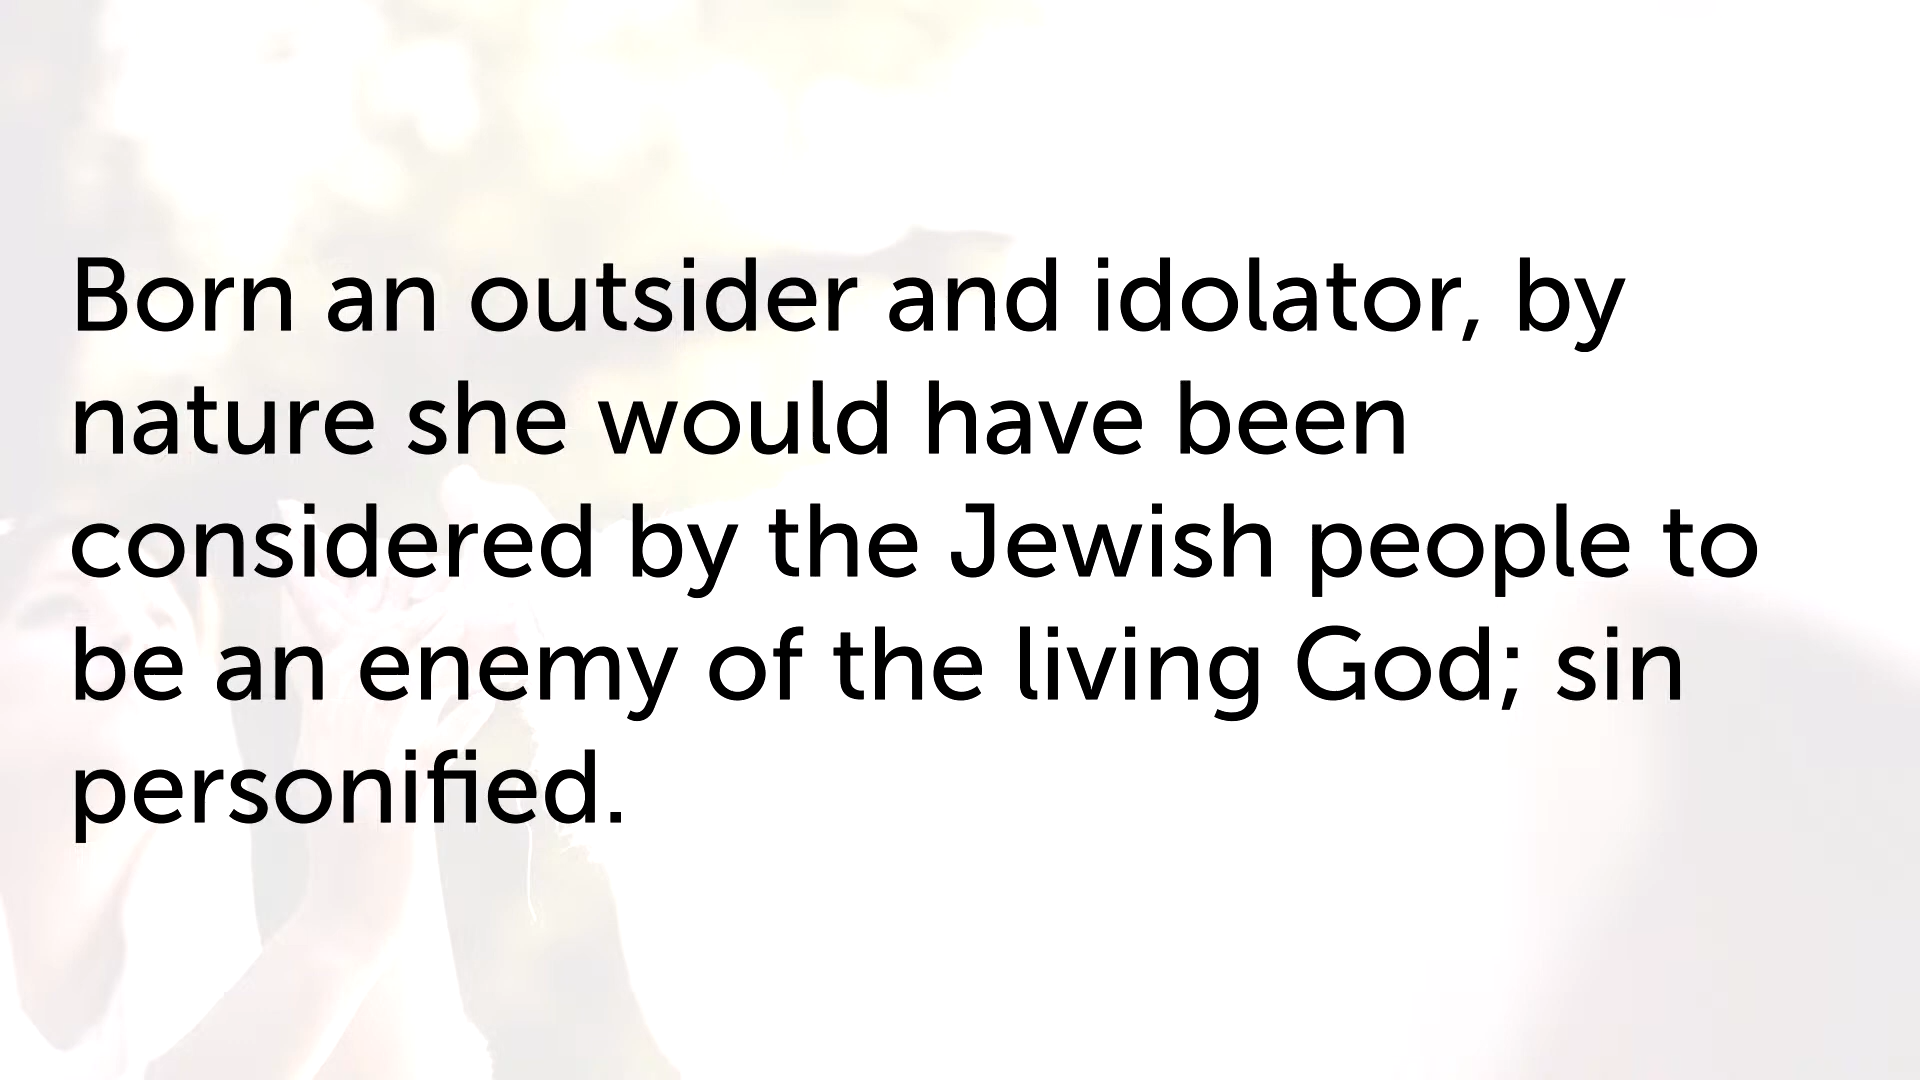 Born an outsider and idolator, by
nature she would have been
considered by the Jewish people to
be an enemy of the living God; sin
personified.